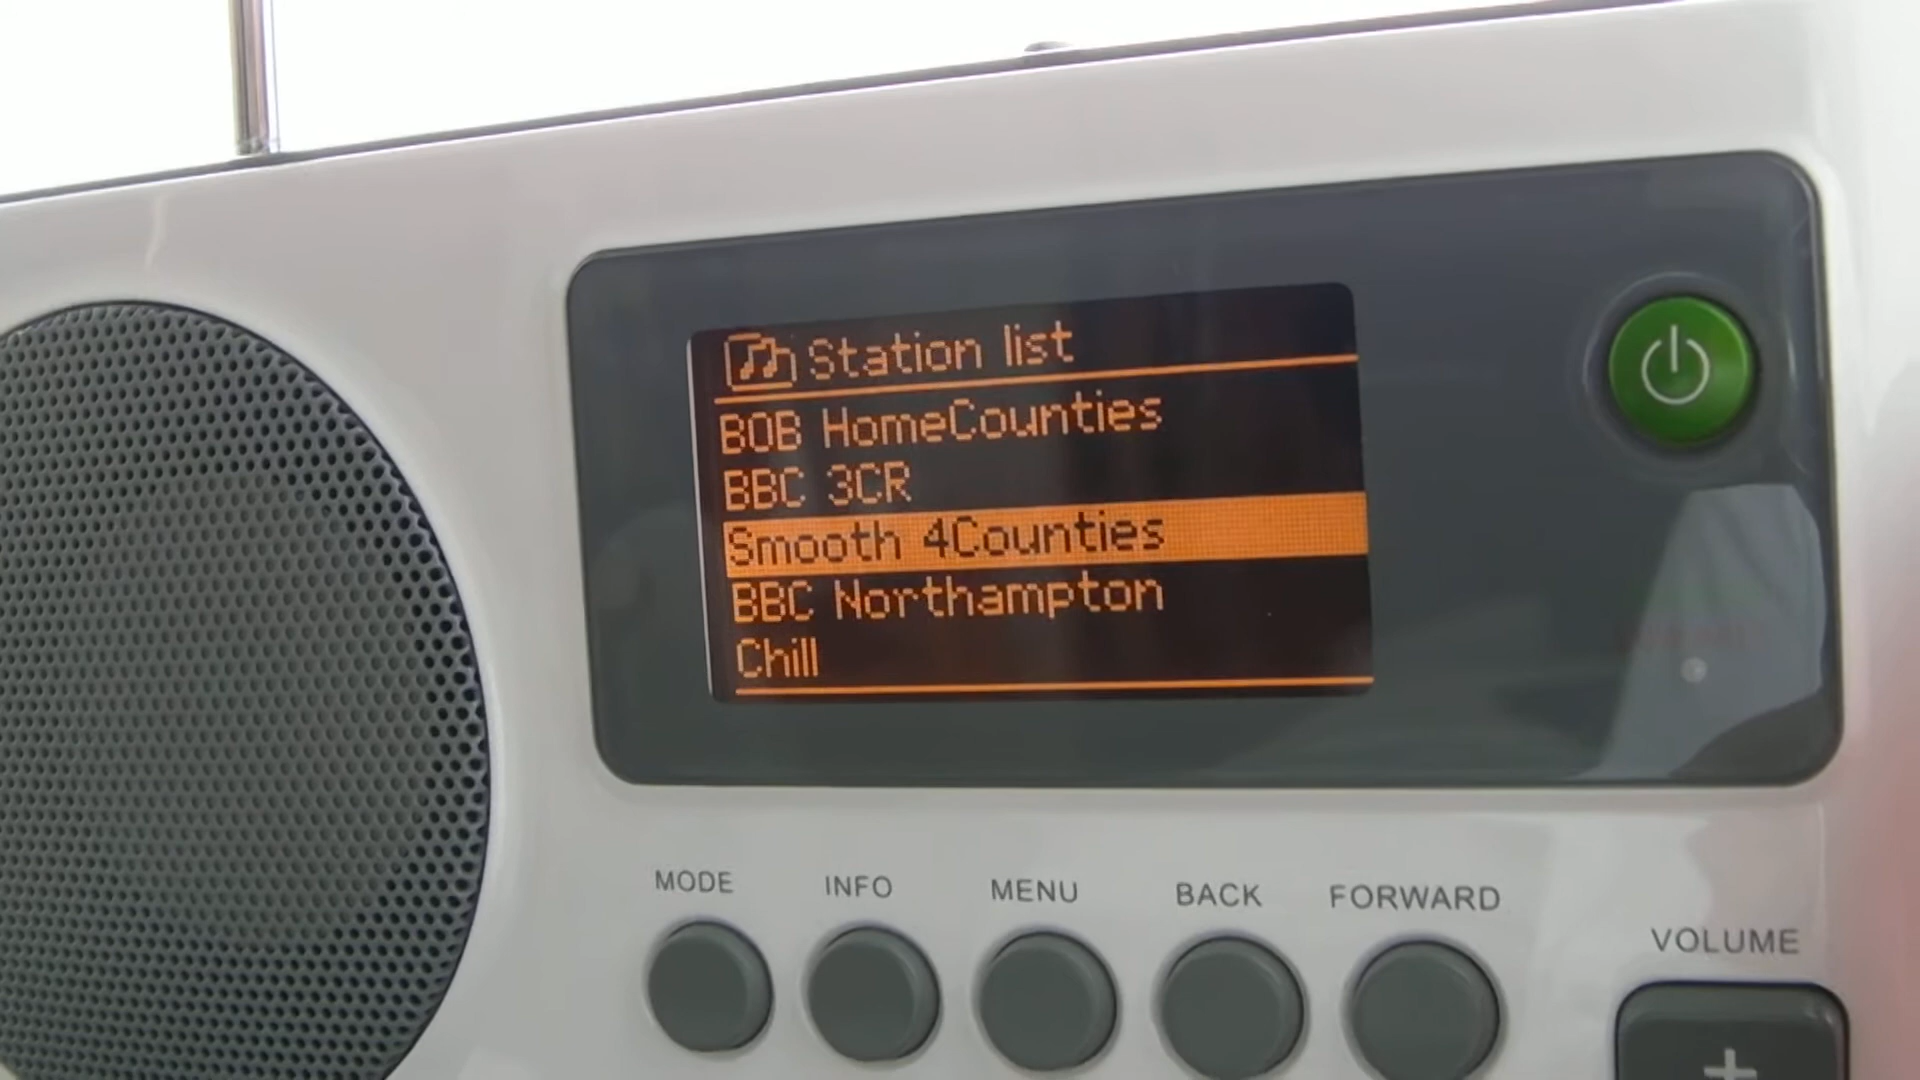 Station list
BOB HomeCounties
BBC 3CR
Smooth 4Counties
BBC Northampton
Chill
MODE INFO MENU BACK FORWARD
VOLUME
+